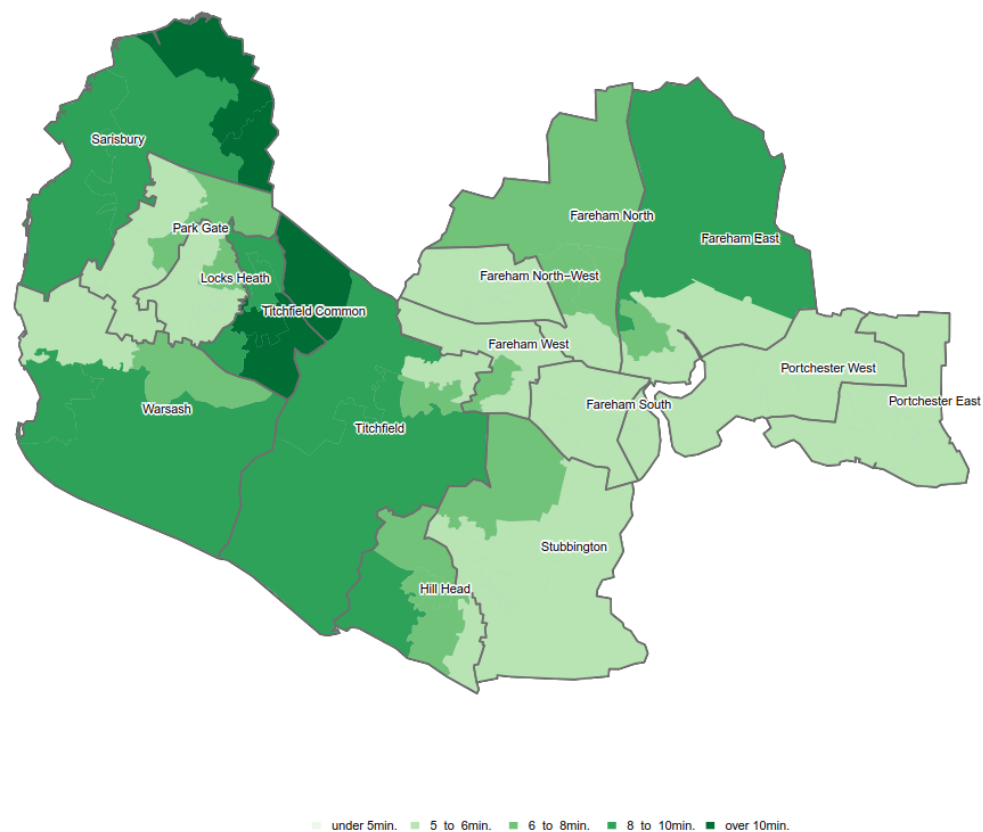 Sarisbury
Park Gate
Fareham North
Fareham East
Locks Heath
Fareham North-West
Titchfield Common
Fareham West
Portchester West
Warsash
Fareham South
Portchester East
Titchfield
Stubbington
Hill Head
under 5min. 5 to 6min. 6 to 8min. 8 to 10min. over 10min.